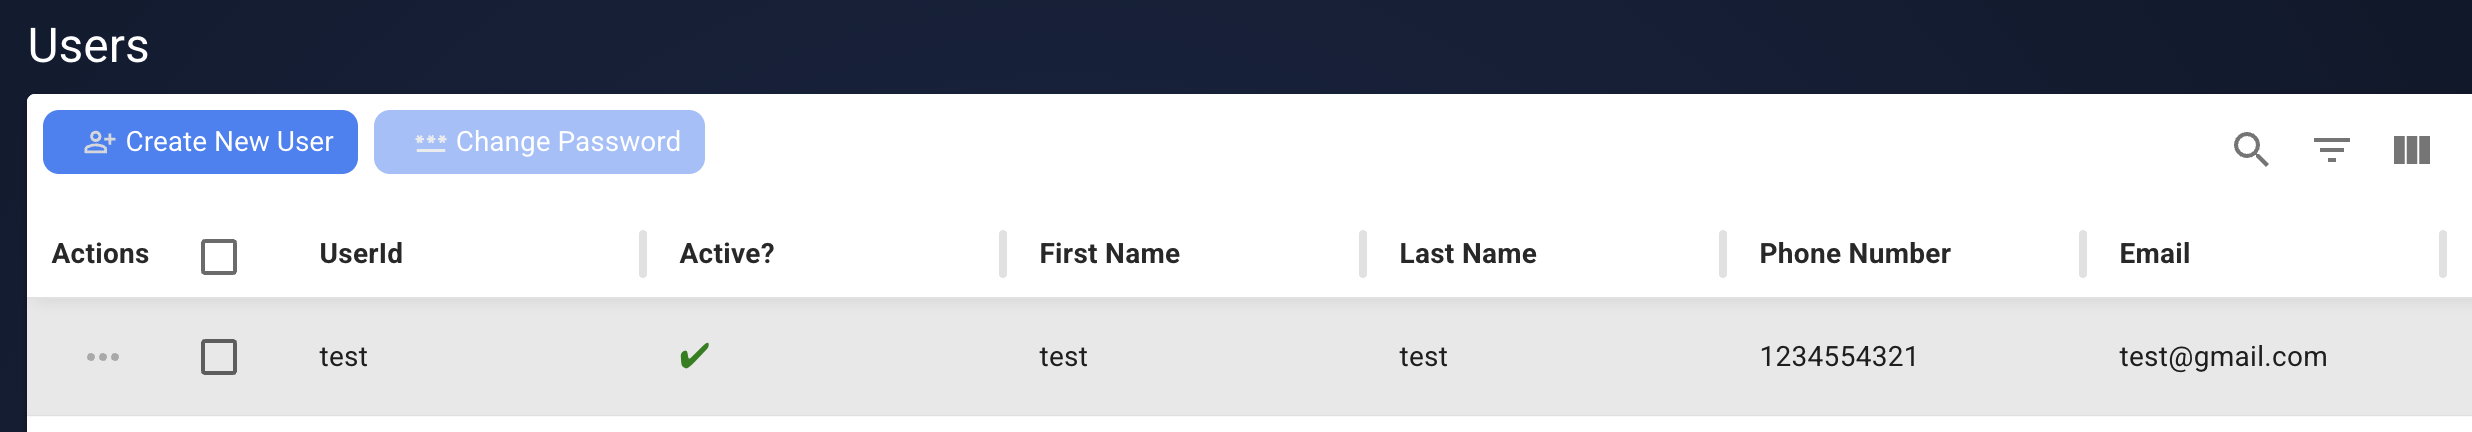 Users
Create New User *** Change Password
Actions UserId Active? First Name Last Name Phone Number Email
test ✔ test test 1234554321 test@gmail.com